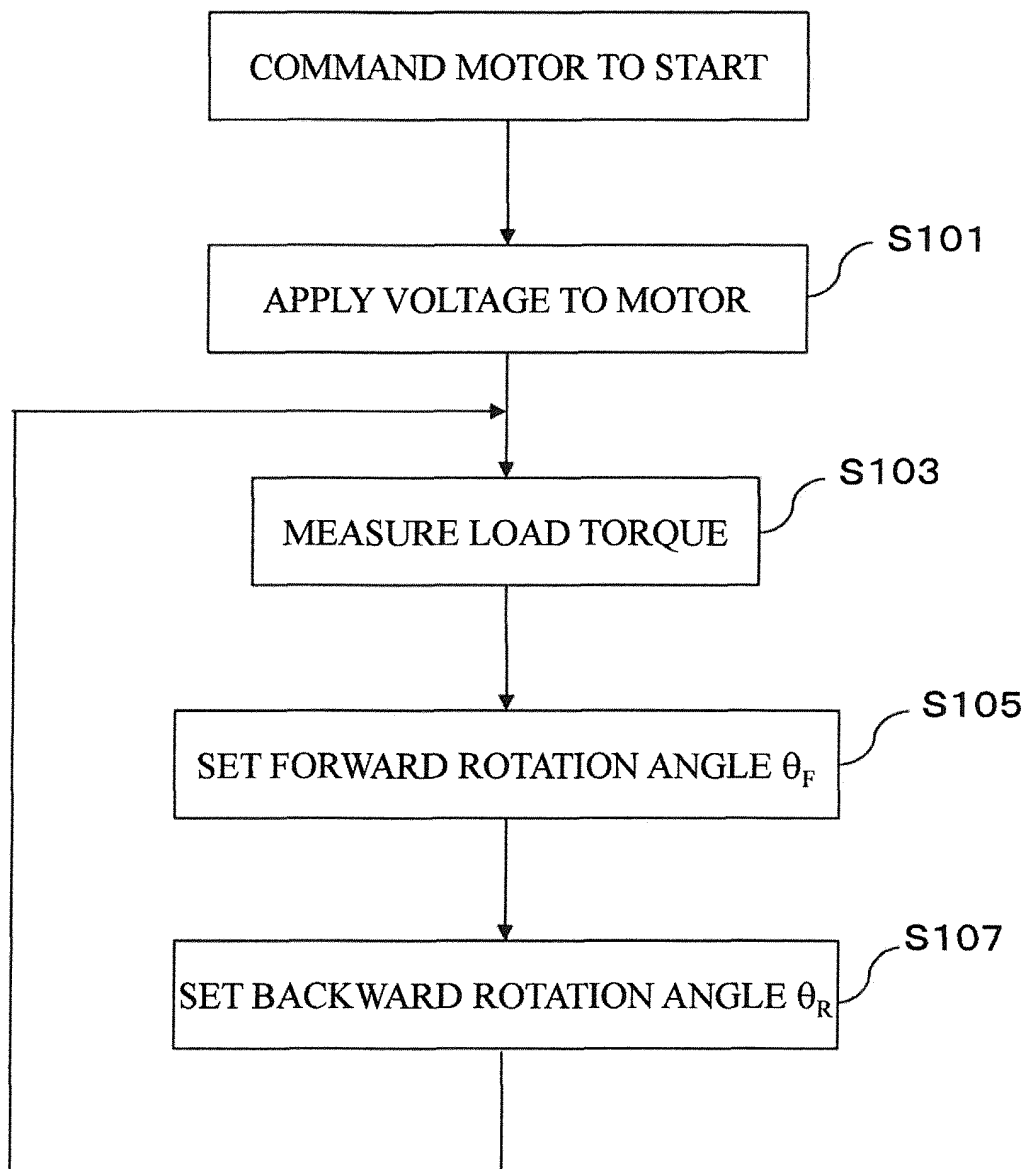 COMMAND MOTOR TO START
S101
APPLY VOLTAGE TO MOTOR
S103
MEASURE LOAD TORQUE
S105
SET FORWARD ROTATION ANGLE θF
S107
SET BACKWARD ROTATION ANGLE θR